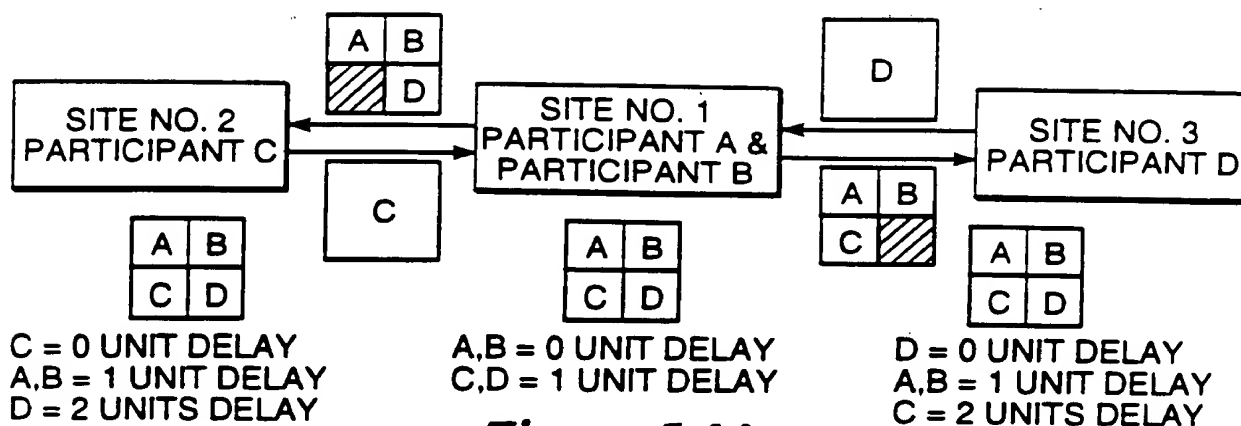 A B
D
D
SITE NO. 2
PARTICIPANT C
SITE NO. 1
PARTICIPANT A &
PARTICIPANT B
SITE NO. 3
PARTICIPANT D
C
A B
C
A B
C D
A B
C D
A B
C D
C = 0 UNIT DELAY
A,B = 1 UNIT DELAY
D = 2 UNITS DELAY
A,B = 0 UNIT DELAY
C,D = 1 UNIT DELAY
D = 0 UNIT DELAY
A,B = 1 UNIT DELAY
C = 2 UNITS DELAY